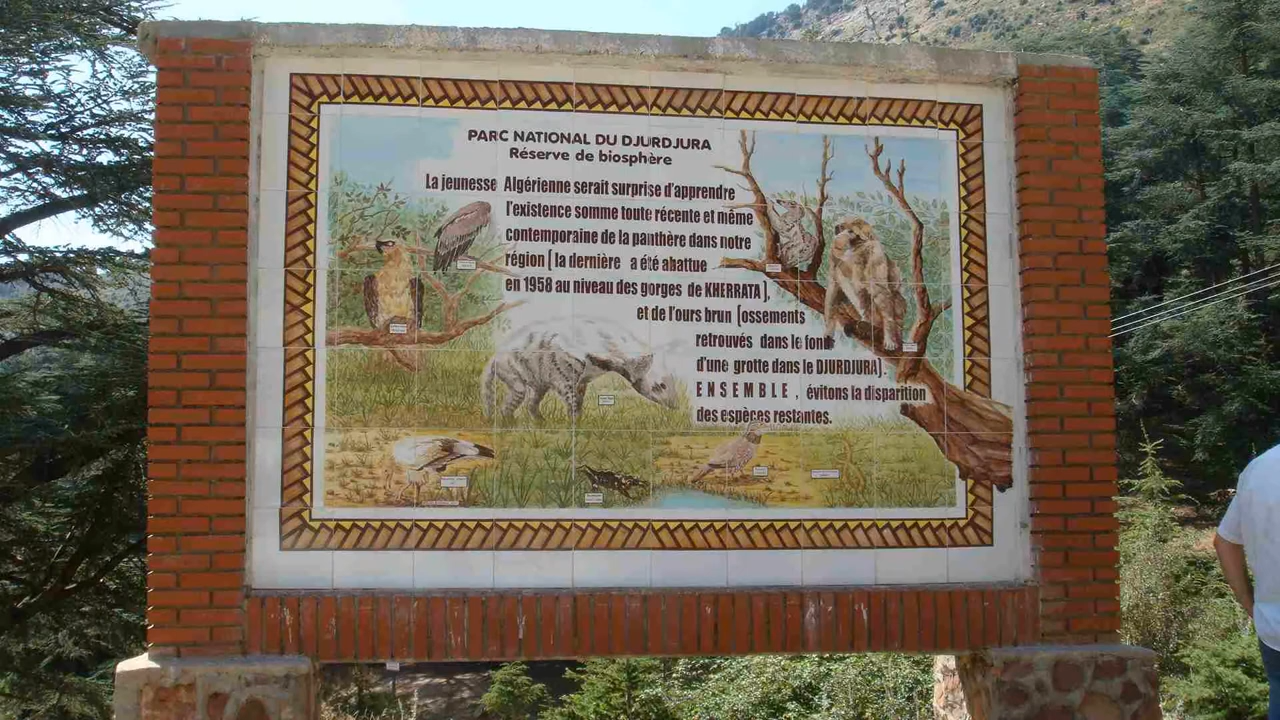 PARC NATIONAL DU DJURDJURA
Réserve de biosphère
La jeunesse Algérienne serait surprise d'apprendre
l'existence somme toute récente et même
contemporaine de la panthère dans notre
région ( la dernière a été abattue
en 1958 au niveau des gorges de KHERRATA ),
et de l'ours brun ( ossements
retrouvés dans le fond
d'une grotte dans le DJURDJURA ).
ENSEMBLE , évitons la disparition
des espèces restantes.